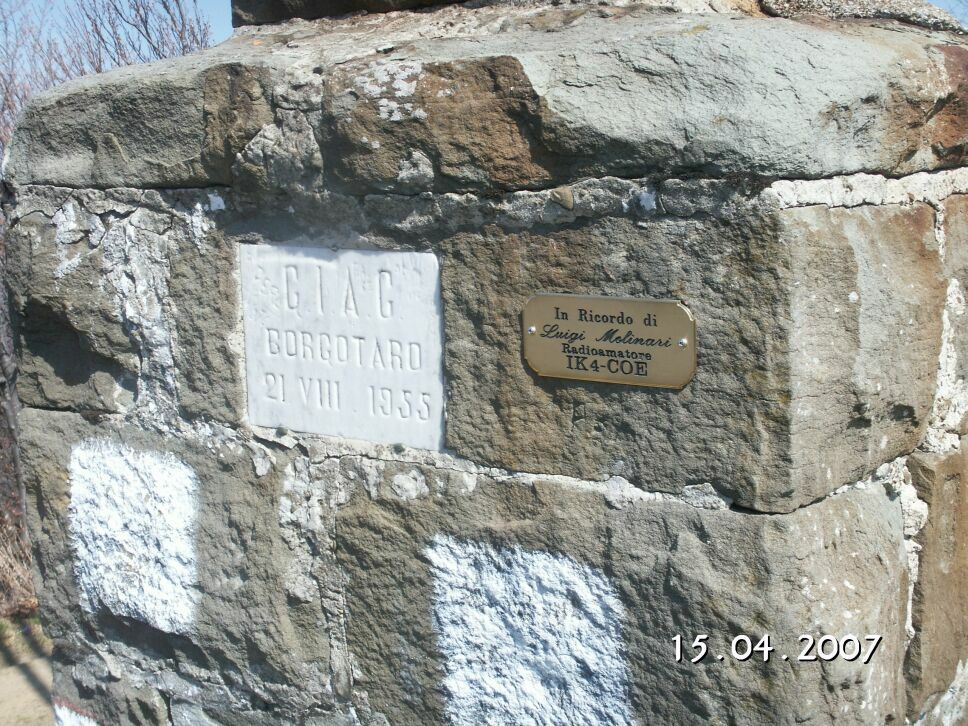 G.I.A.C.
BORGOTARO
21 VIII . 1955
In Ricordo di
Luigi Molinari
Radioamatore
IK4-COE
15.04.2007